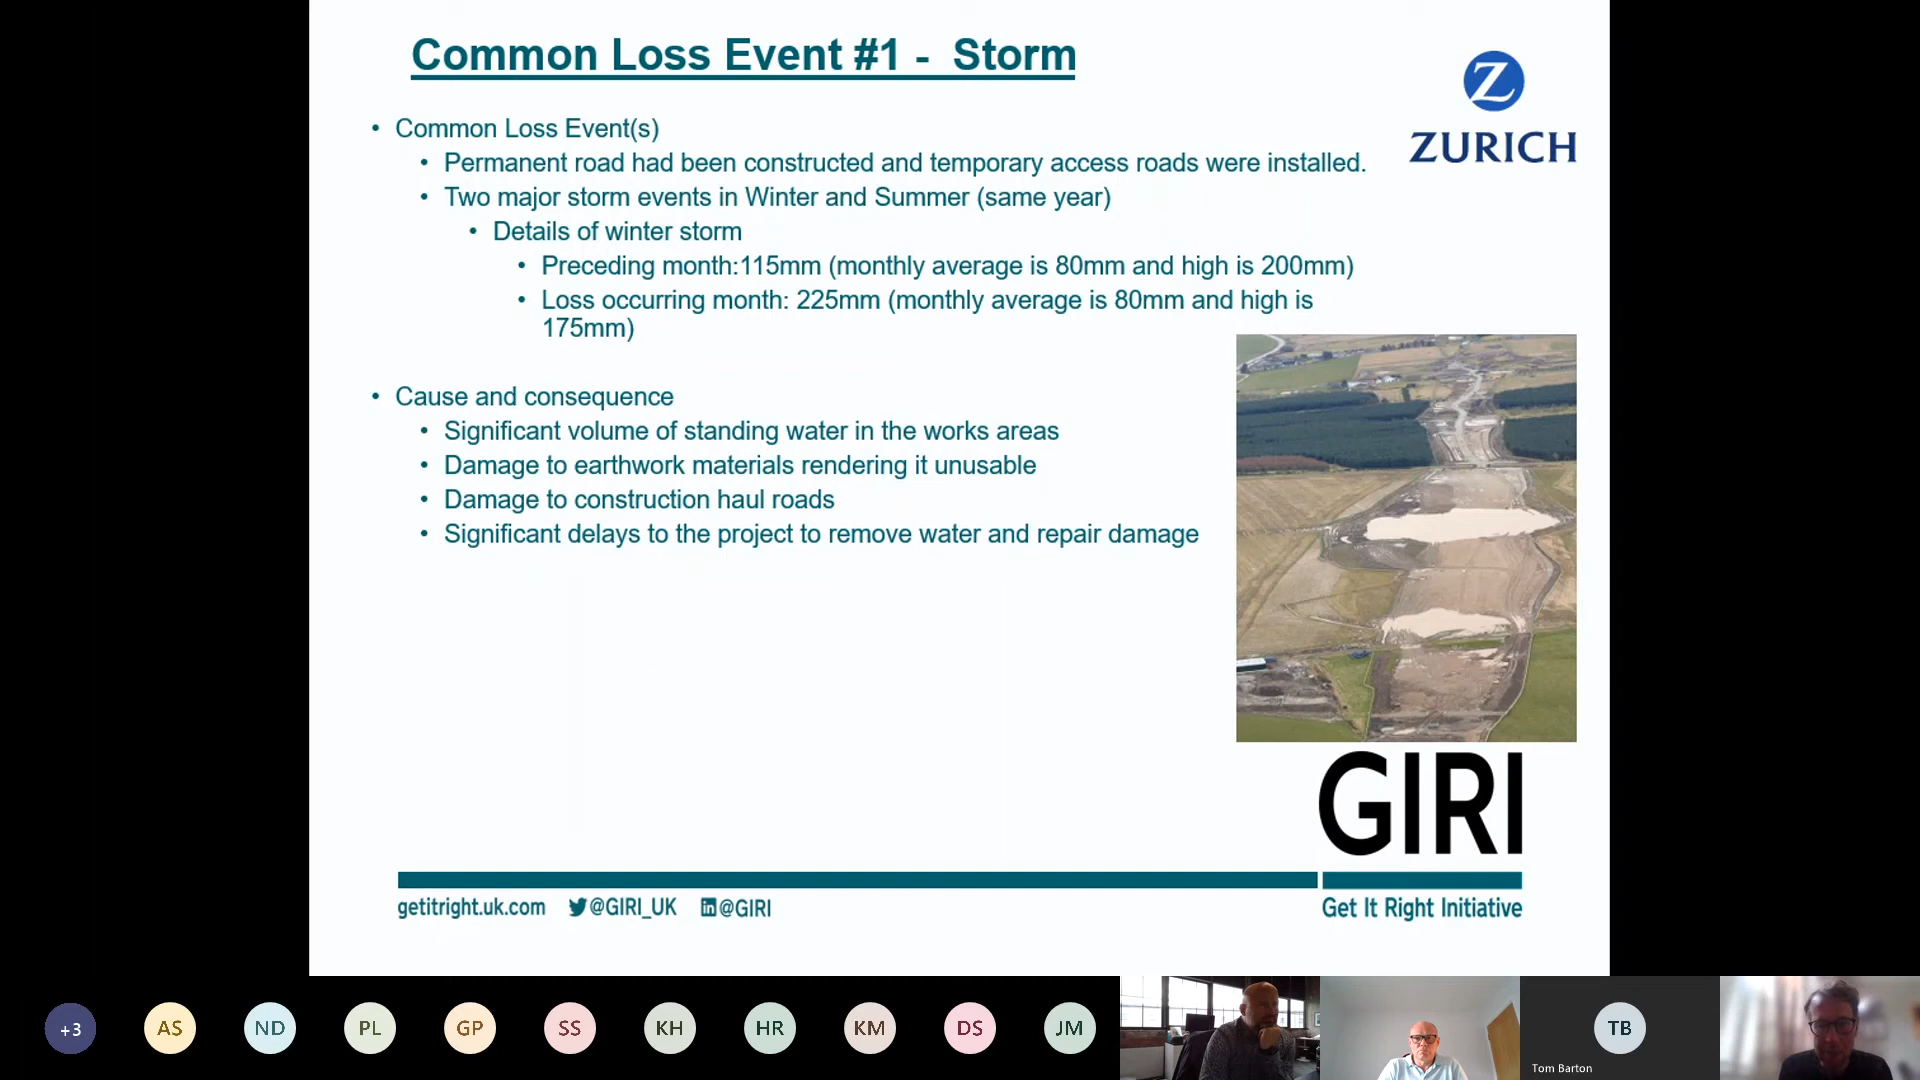 Common Loss Event #1 - Storm
Z
ZURICH
• Common Loss Event(s)
• Permanent road had been constructed and temporary access roads were installed.
• Two major storm events in Winter and Summer (same year)
• Details of winter storm
• Preceding month:115mm (monthly average is 80mm and high is 200mm)
• Loss occurring month: 225mm (monthly average is 80mm and high is
175mm)
• Cause and consequence
• Significant volume of standing water in the works areas
• Damage to earthwork materials rendering it unusable
• Damage to construction haul roads
• Significant delays to the project to remove water and repair damage
GIRI
getitright.uk.com @GIRI_UK in @GIRI
Get It Right Initiative
+3 AS ND PL GP SS KH HR KM DS JM TB
Tom Barton